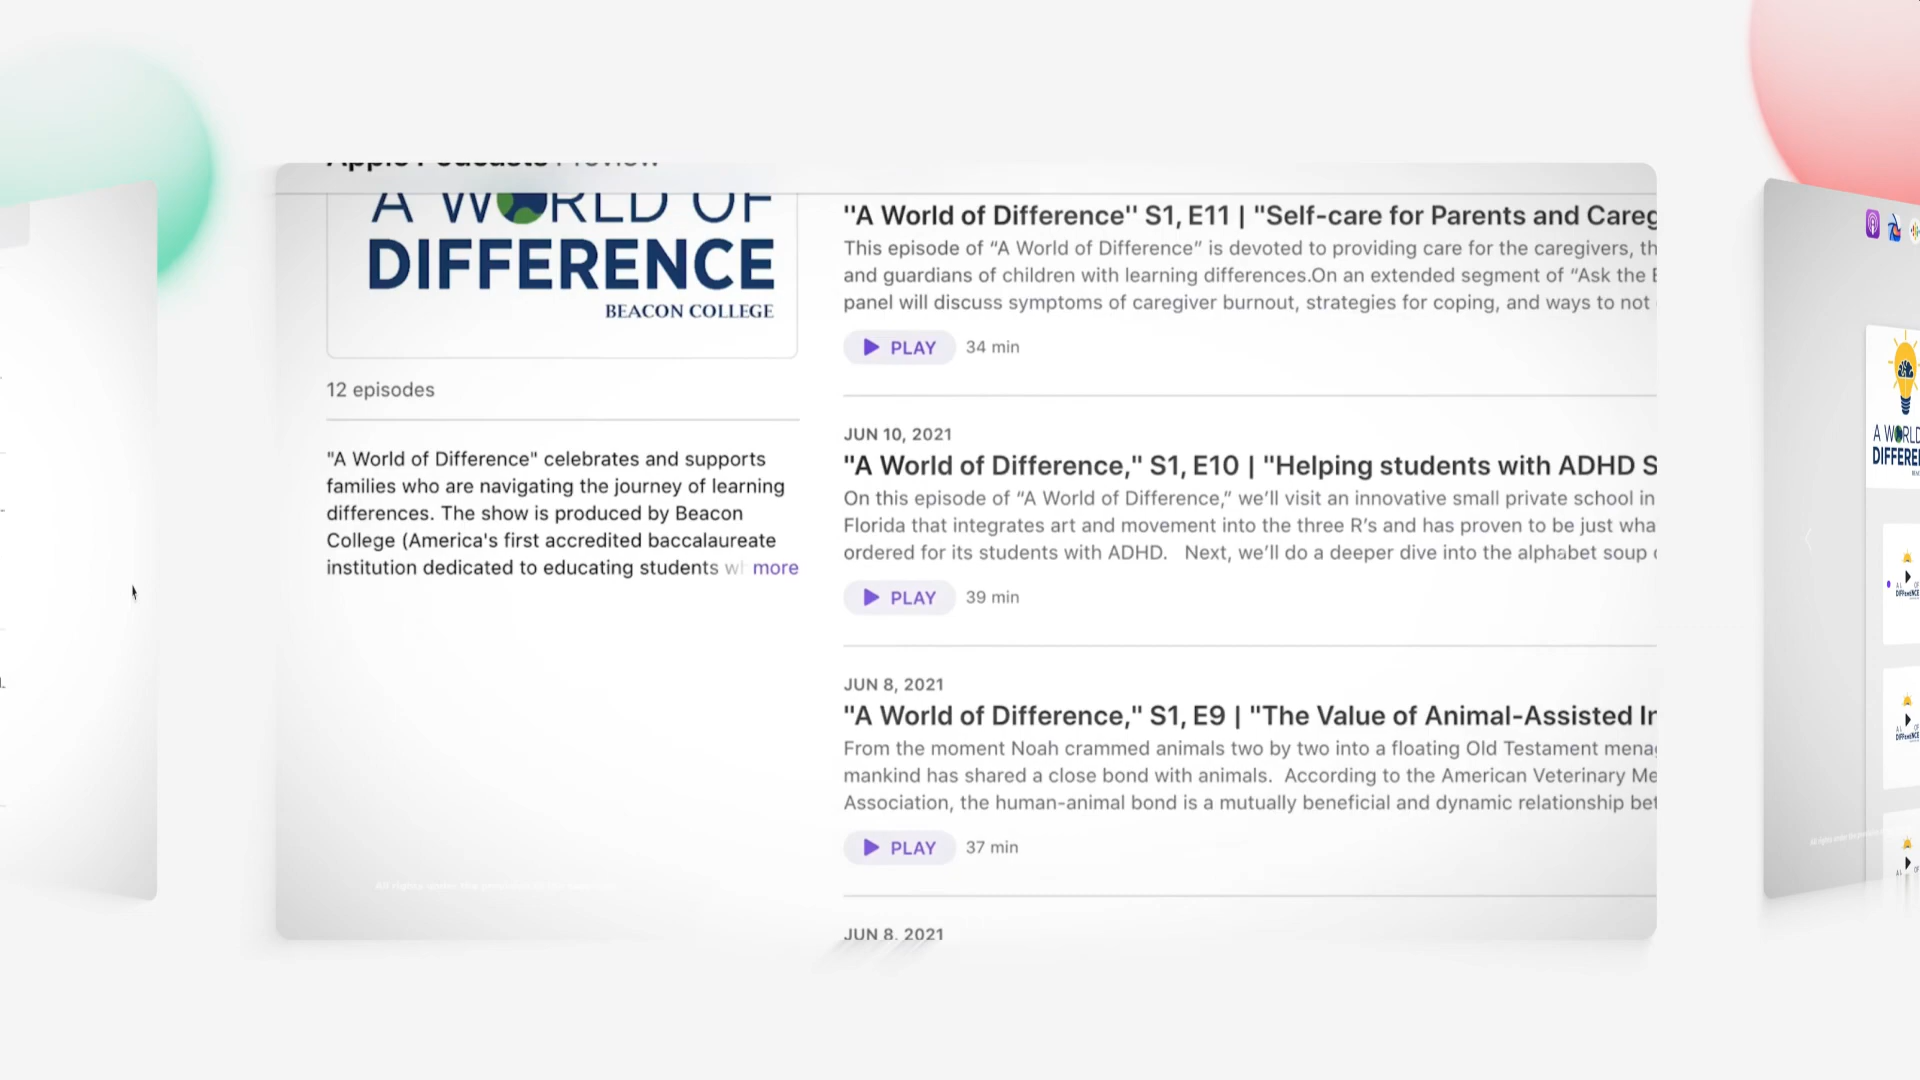 Apple Podcasts Preview
A WORLD OF
DIFFERENCE
BEACON COLLEGE
12 episodes
"A World of Difference" celebrates and supports
families who are navigating the journey of learning
differences. The show is produced by Beacon
College (America's first accredited baccalaureate
institution dedicated to educating students more
"A World of Difference" S1, E11 | "Self-care for Parents and
This episode of “A World of Difference” is devoted to providing care for the caregivers,
and guardians of children with learning differences.On an extended segment of “Ask the
panel will discuss symptoms of caregiver burnout, strategies for coping, and ways to not
PLAY 34 min
JUN 10, 2021
"A World of Difference," S1, E10 | "Helping students with ADHD
On this episode of “A World of Difference,” we’ll visit an innovative small private school in
Florida that integrates art and movement into the three R’s and has proven to be just
ordered for its students with ADHD. Next, we’ll do a deeper dive into the alphabet soup
PLAY 39 min
JUN 8, 2021
"A World of Difference," S1, E9 | "The Value of Animal-Assisted
From the moment Noah crammed animals two by two into a floating Old Testament
mankind has shared a close bond with animals. According to the American Veterinary
Association, the human-animal bond is a mutually beneficial and dynamic relationship
PLAY 37 min
JUN 8, 2021
A WORLD